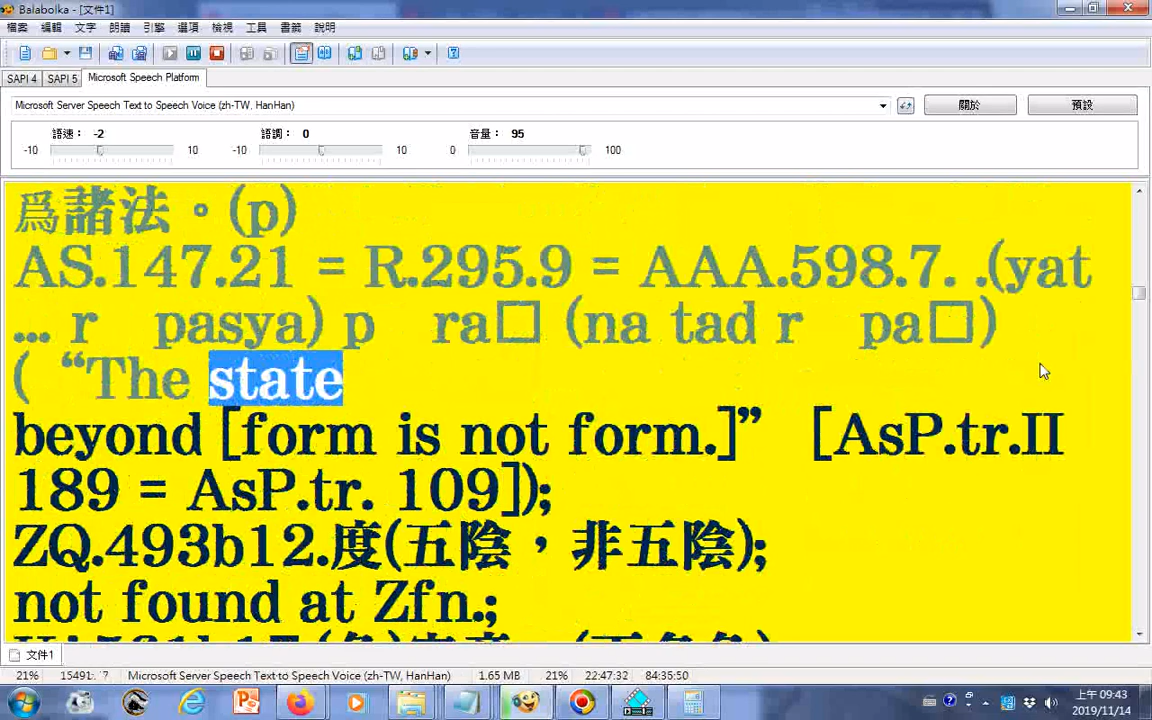 Balabolka - [文件1]
檔案 編輯 文字 朗讀 引擎 選項 檢視 工具 書籤 說明
SAPI 4 SAPI 5 Microsoft Speech Platform
Microsoft Server Speech Text to Speech Voice (zh-TW, HanHan) 關於 預設
語速： -2 語調： 0 音量： 95
-10 10 -10 10 0 100
爲諸法。(p)
AS.147.21 = R.295.9 = AAA.598.7. .(yat
... r pasya) p ra□ (na tad r pa□)
( “The state
beyond [form is not form.]” [AsP.tr.II
189 = AsP.tr. 109]);
ZQ.493b12.度(五陰，非五陰);
not found at Zfn.;
文件1
21% Microsoft Server Speech Text to Speech Voice (zh-TW, HanHan) 1.65 MB 21% 22:47:32 84:35:50
上午 09:43
2019/11/14